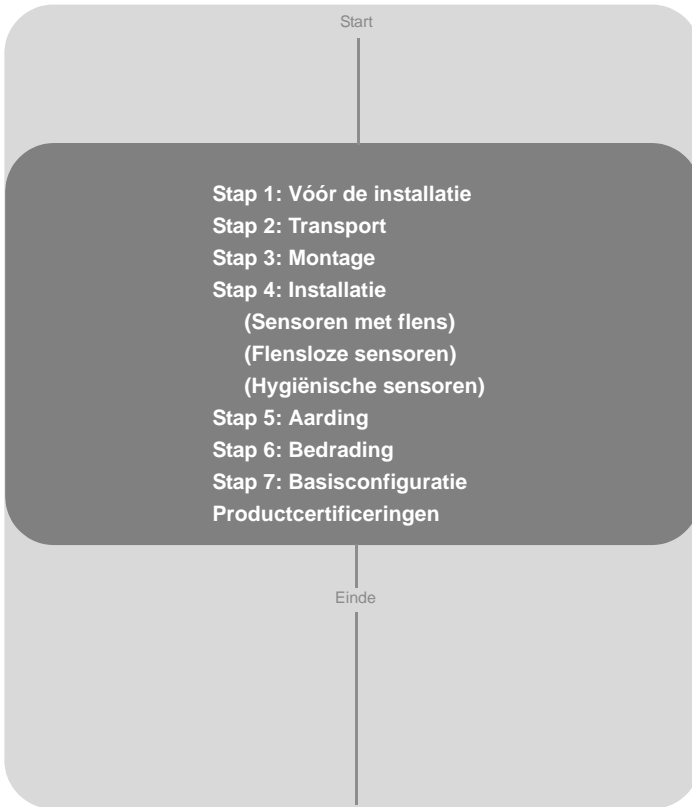 Start
Stap 1: Vóór de installatie
Stap 2: Transport
Stap 3: Montage
Stap 4: Installatie
(Sensoren met flens)
(Flensloze sensoren)
(Hygiënische sensoren)
Stap 5: Aarding
Stap 6: Bedrading
Stap 7: Basisconfiguratie
Productcertificeringen
Einde